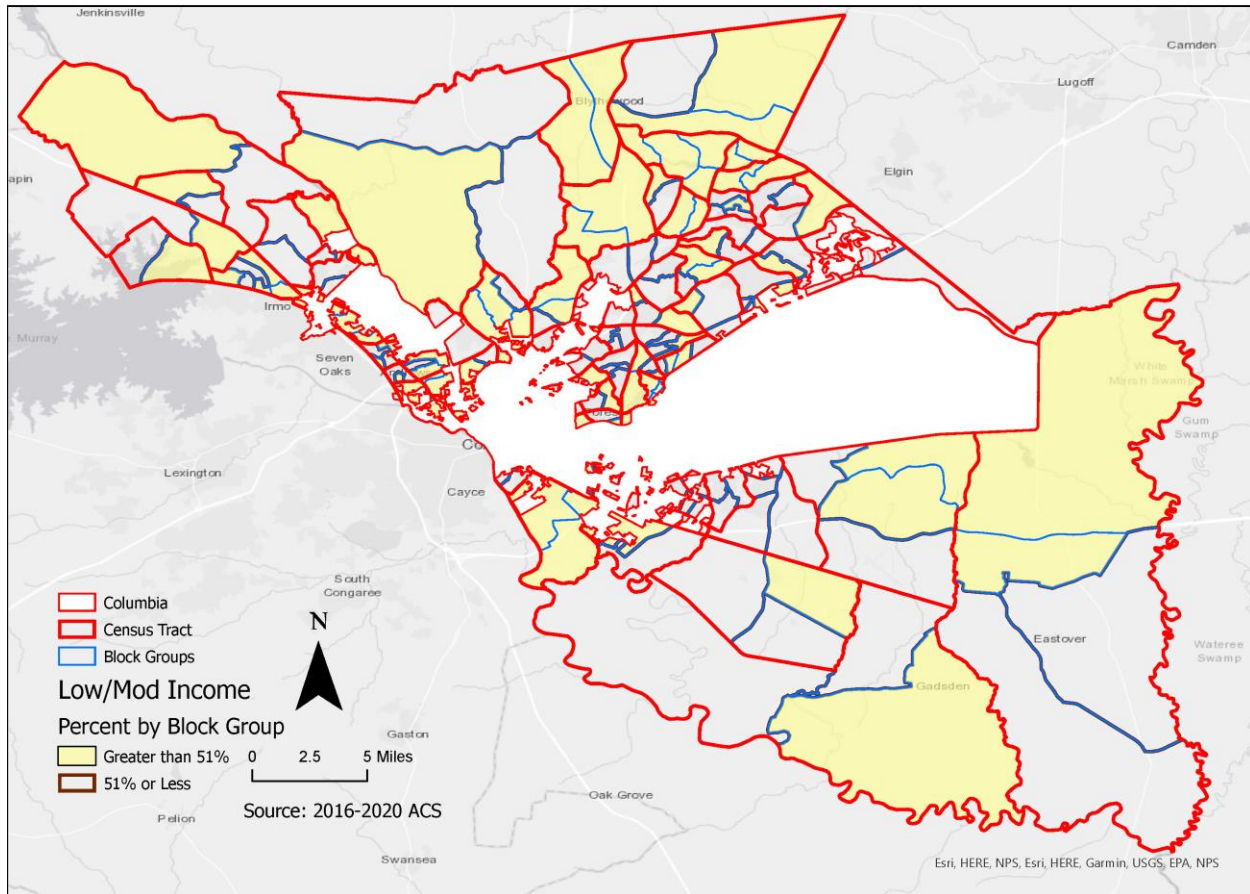 Jenkinsville
Camden
Lugoff
Blythewood
Elgin
apin
Irmo
Murray
Seven
Oaks
White
Marsh Swamp
Gum
Swamp
Fores
Co
Lexington
Cayce
South
Congaree
Eastover
Wateree
Swamp
Gadsden
Gaston
Oak Grove
Pelion
Swansea
Columbia
Census Tract
Block Groups
N
Low/Mod Income
Percent by Block Group
Greater than 51%
51% or Less
0 2.5 5 Miles
Source: 2016-2020 ACS
Esri, HERE, NPS, Esri, HERE, Garmin, USGS, EPA, NPS